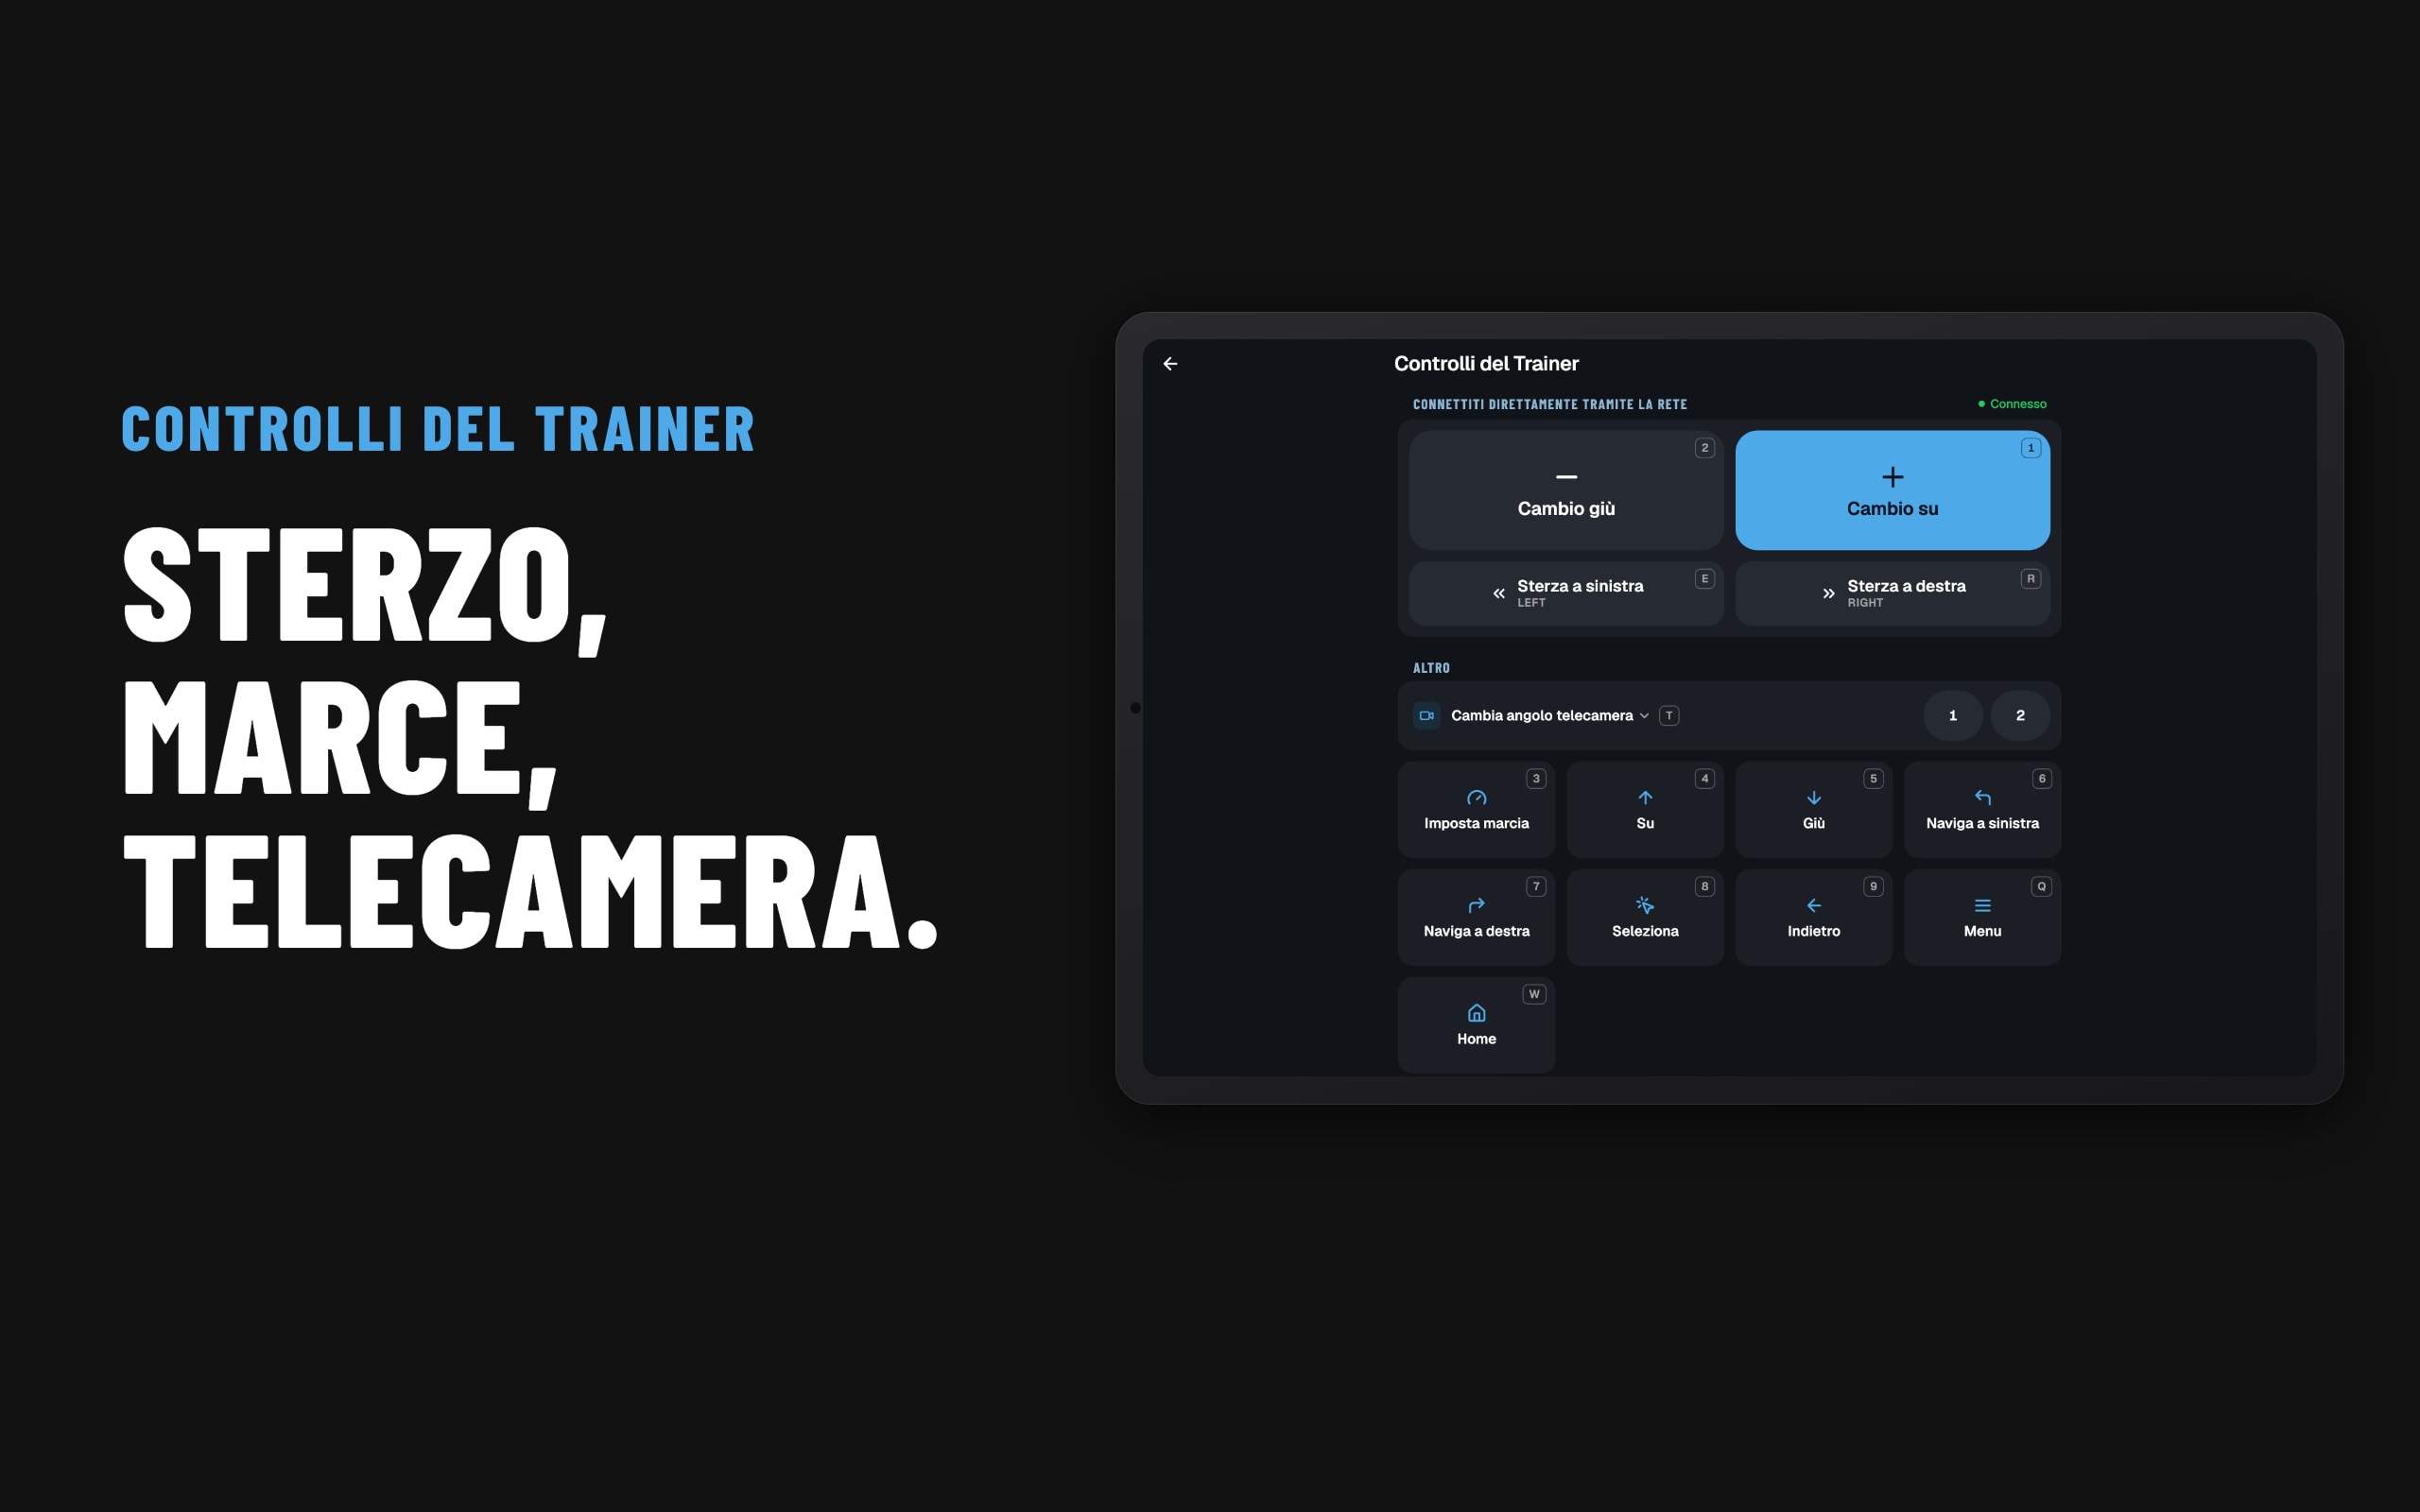 CONTROLLI DEL TRAINER
STERZO,
MARCE,
TELECAMERA.
Controlli del Trainer
CONNETTITI DIRETTAMENTE TRAMITE LA RETE
Connesso
2
Cambio giù
1
Cambio su
Sterza a sinistra
LEFT
E
Sterza a destra
RIGHT
R
ALTRO
Cambia angolo telecamera
T
1
2
3
Imposta marcia
4
Su
5
Giù
6
Naviga a sinistra
7
Naviga a destra
8
Seleziona
9
Indietro
Q
Menu
W
Home